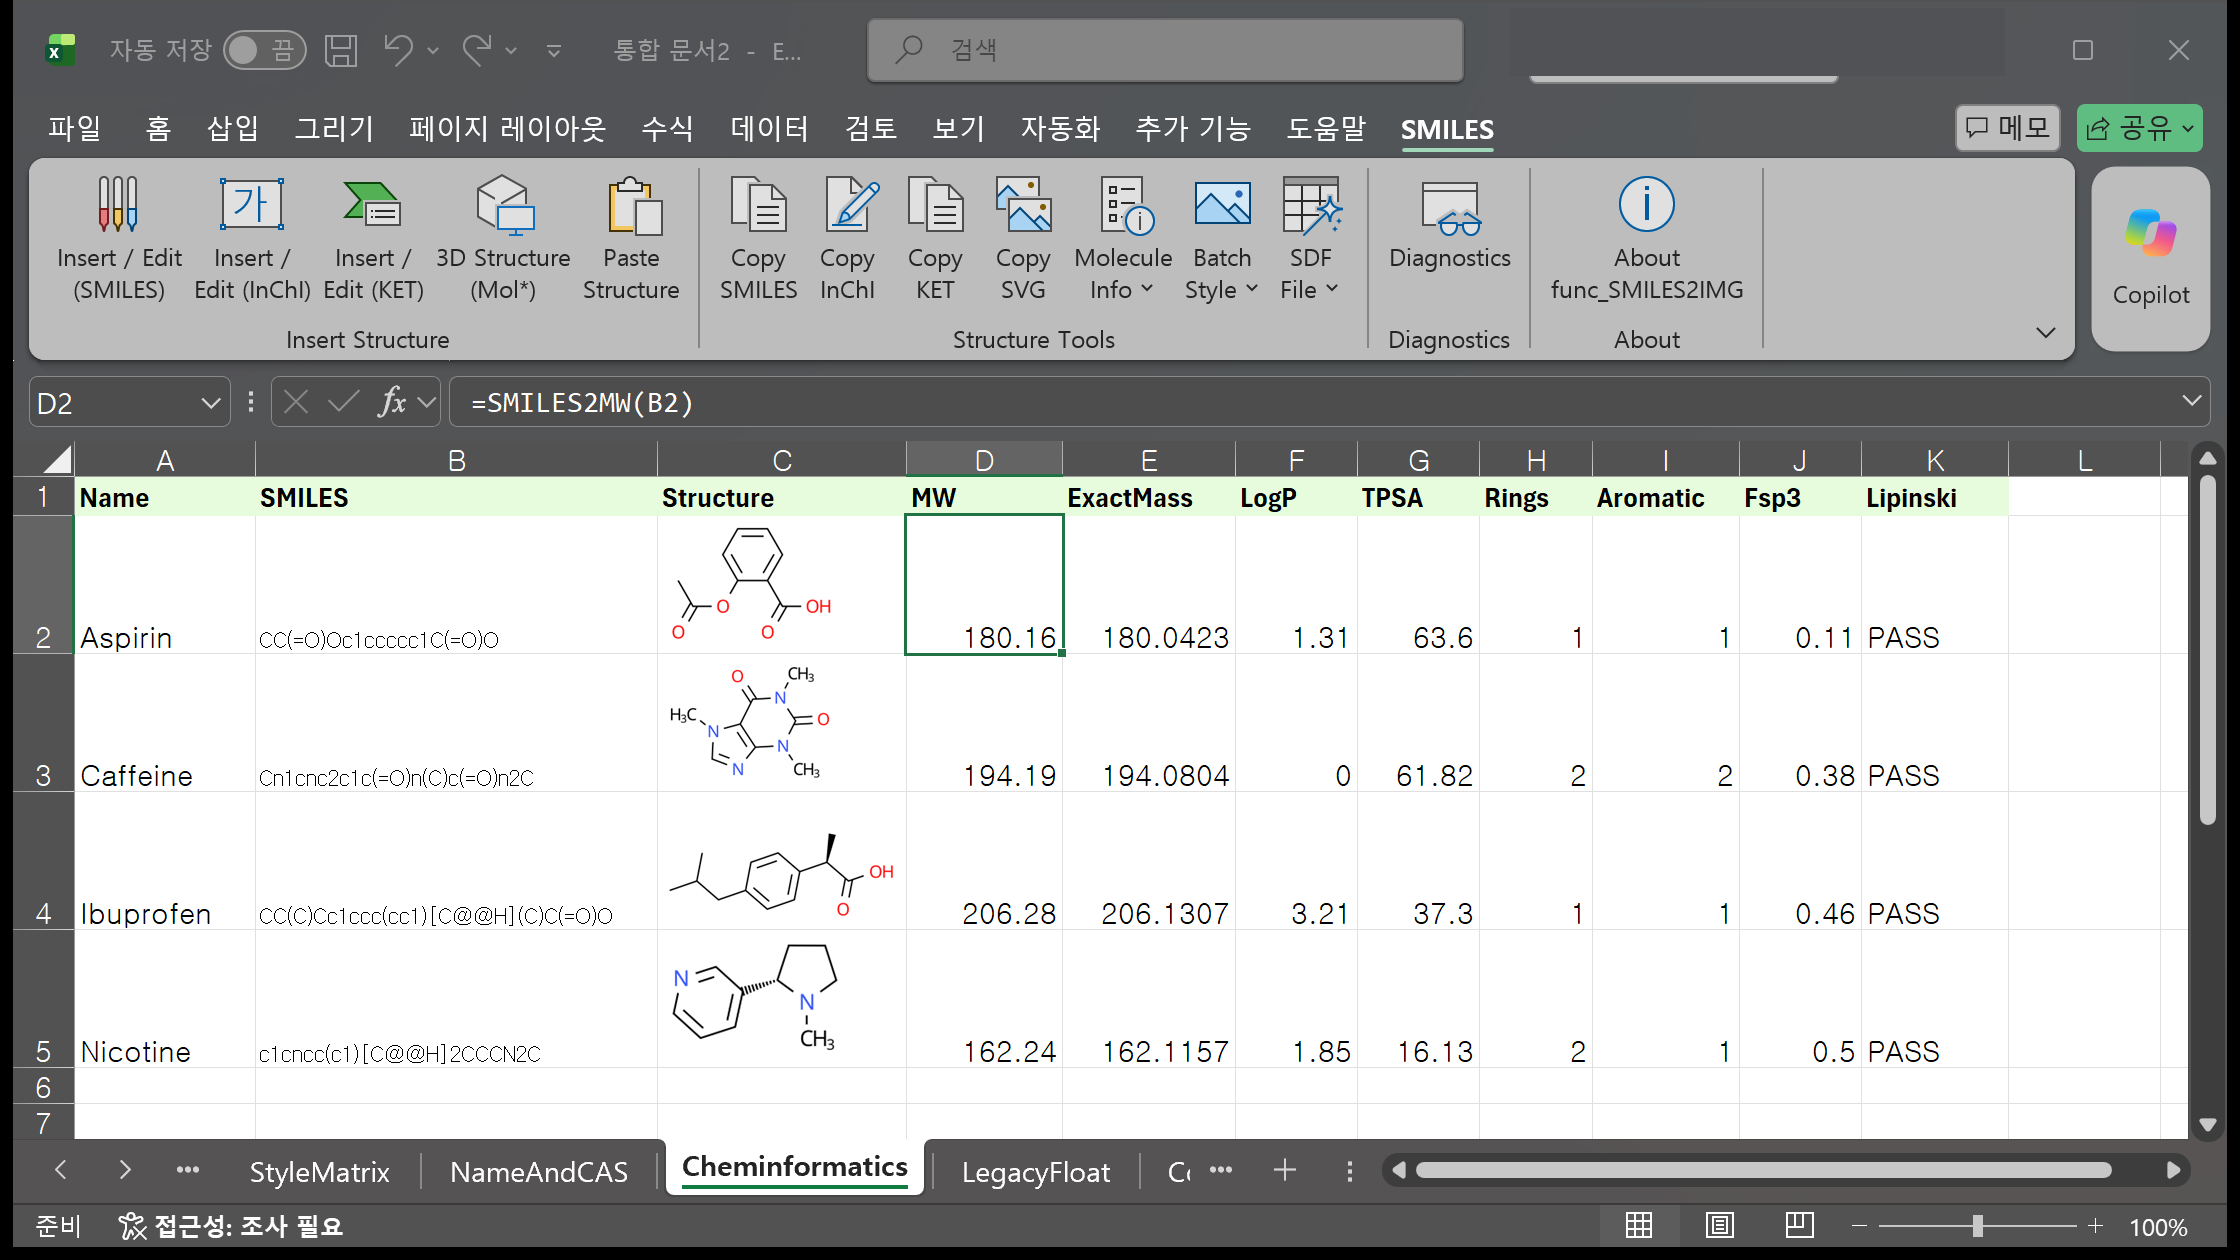 자동 저장 끔 통합 문서2 - E... 검색
파일 홈 삽입 그리기 페이지 레이아웃 수식 데이터 검토 보기 자동화 추가 기능 도움말 SMILES 메모 공유
가
Insert / Edit Insert / Insert / 3D Structure Paste Copy Copy Copy Copy Molecule Batch SDF Diagnostics About
(SMILES) Edit (InChI) Edit (KET) (Mol*) Structure SMILES InChI KET SVG Info Style File func_SMILES2IMG Copilot
Insert Structure Structure Tools Diagnostics About
D2 fx =SMILES2MW(B2)
A B C D E F G H I J K L
1 Name SMILES Structure MW ExactMass LogP TPSA Rings Aromatic Fsp3 Lipinski
O OH
O O
2 Aspirin CC(=O)Oc1ccccc1C(=O)O 180.16 180.0423 1.31 63.6 1 1 0.11 PASS
O CH₃
N
H₃C O
N N
N CH₃
3 Caffeine Cn1cnc2c1c(=O)n(C)c(=O)n2C 194.19 194.0804 0 61.82 2 2 0.38 PASS
OH
O
4 Ibuprofen CC(C)Cc1ccc(cc1)[C@@H](C)C(=O)O 206.28 206.1307 3.21 37.3 1 1 0.46 PASS
N
N
CH₃
5 Nicotine c1cncc(c1)[C@@H]2CCCN2C 162.24 162.1157 1.85 16.13 2 1 0.5 PASS
6
7
StyleMatrix NameAndCAS Cheminformatics LegacyFloat
준비 접근성: 조사 필요 100%